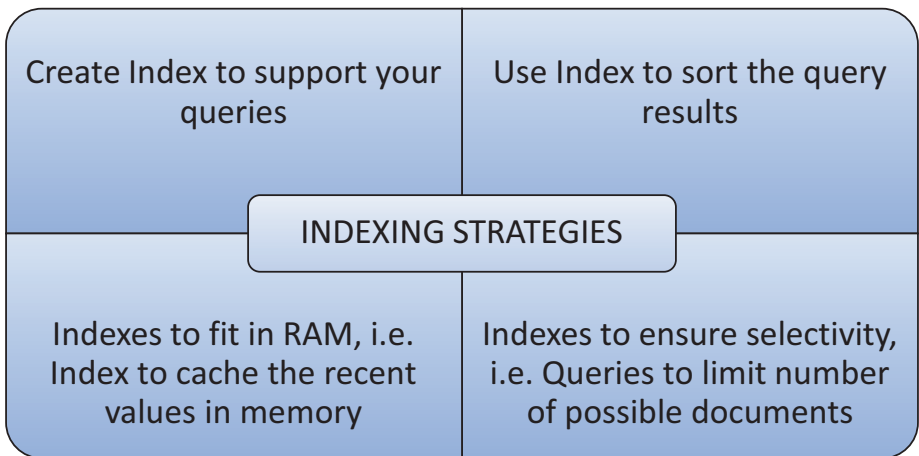 Create Index to support your
queries
Use Index to sort the query
results
INDEXING STRATEGIES
Indexes to fit in RAM, i.e.
Index to cache the recent
values in memory
Indexes to ensure selectivity,
i.e. Queries to limit number
of possible documents